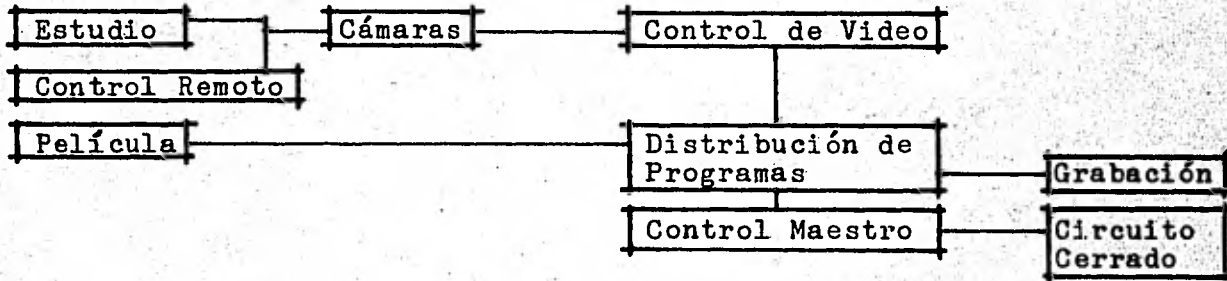 Estudio
Cámaras
Control de Video
Control Remoto
Película
Distribución de
Programas
Grabación
Control Maestro
Circuito
Cerrado